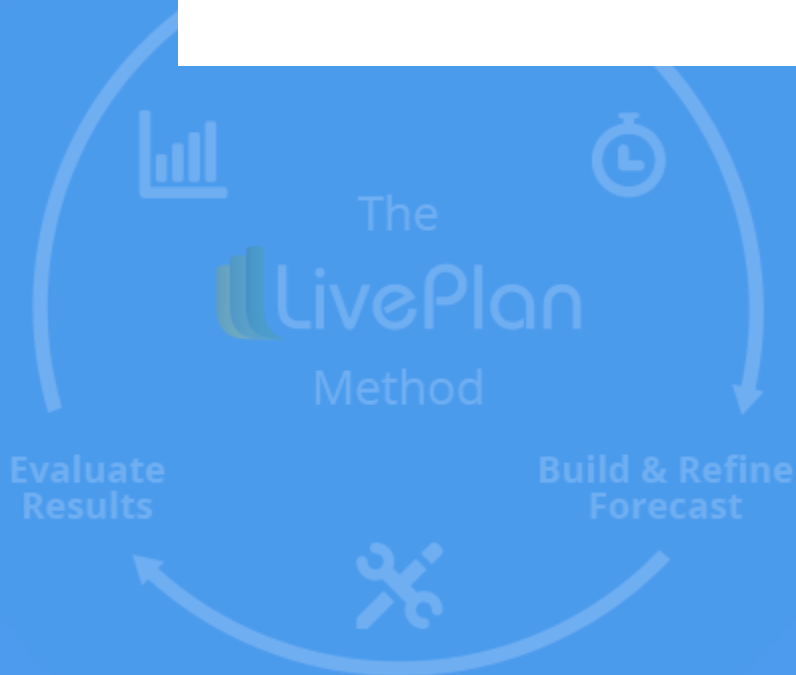 The
LivePlan
Method
Evaluate
Results
Build & Refine
Forecast